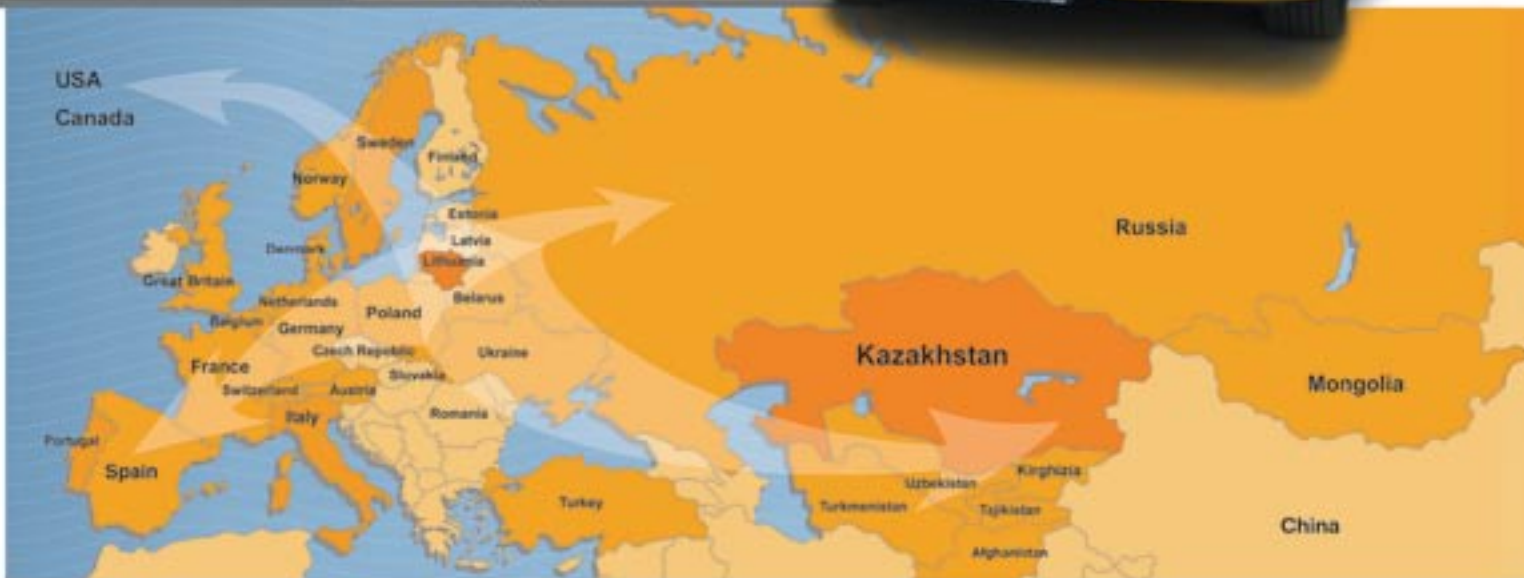 USA
Canada
Sweden
Finland
Norway
Estonia
Denmark
Latvia
Lithuania
Great Britain
Netherlands
Belarus
Belgium
Poland
Germany
Czech Republic
Ukraine
France
Slovakia
Switzerland
Austria
Romania
Italy
Portugal
Spain
Turkey
Russia
Kazakhstan
Mongolia
Kirghizia
Uzbekistan
Turkmenistan
Tajikistan
China
Afghanistan